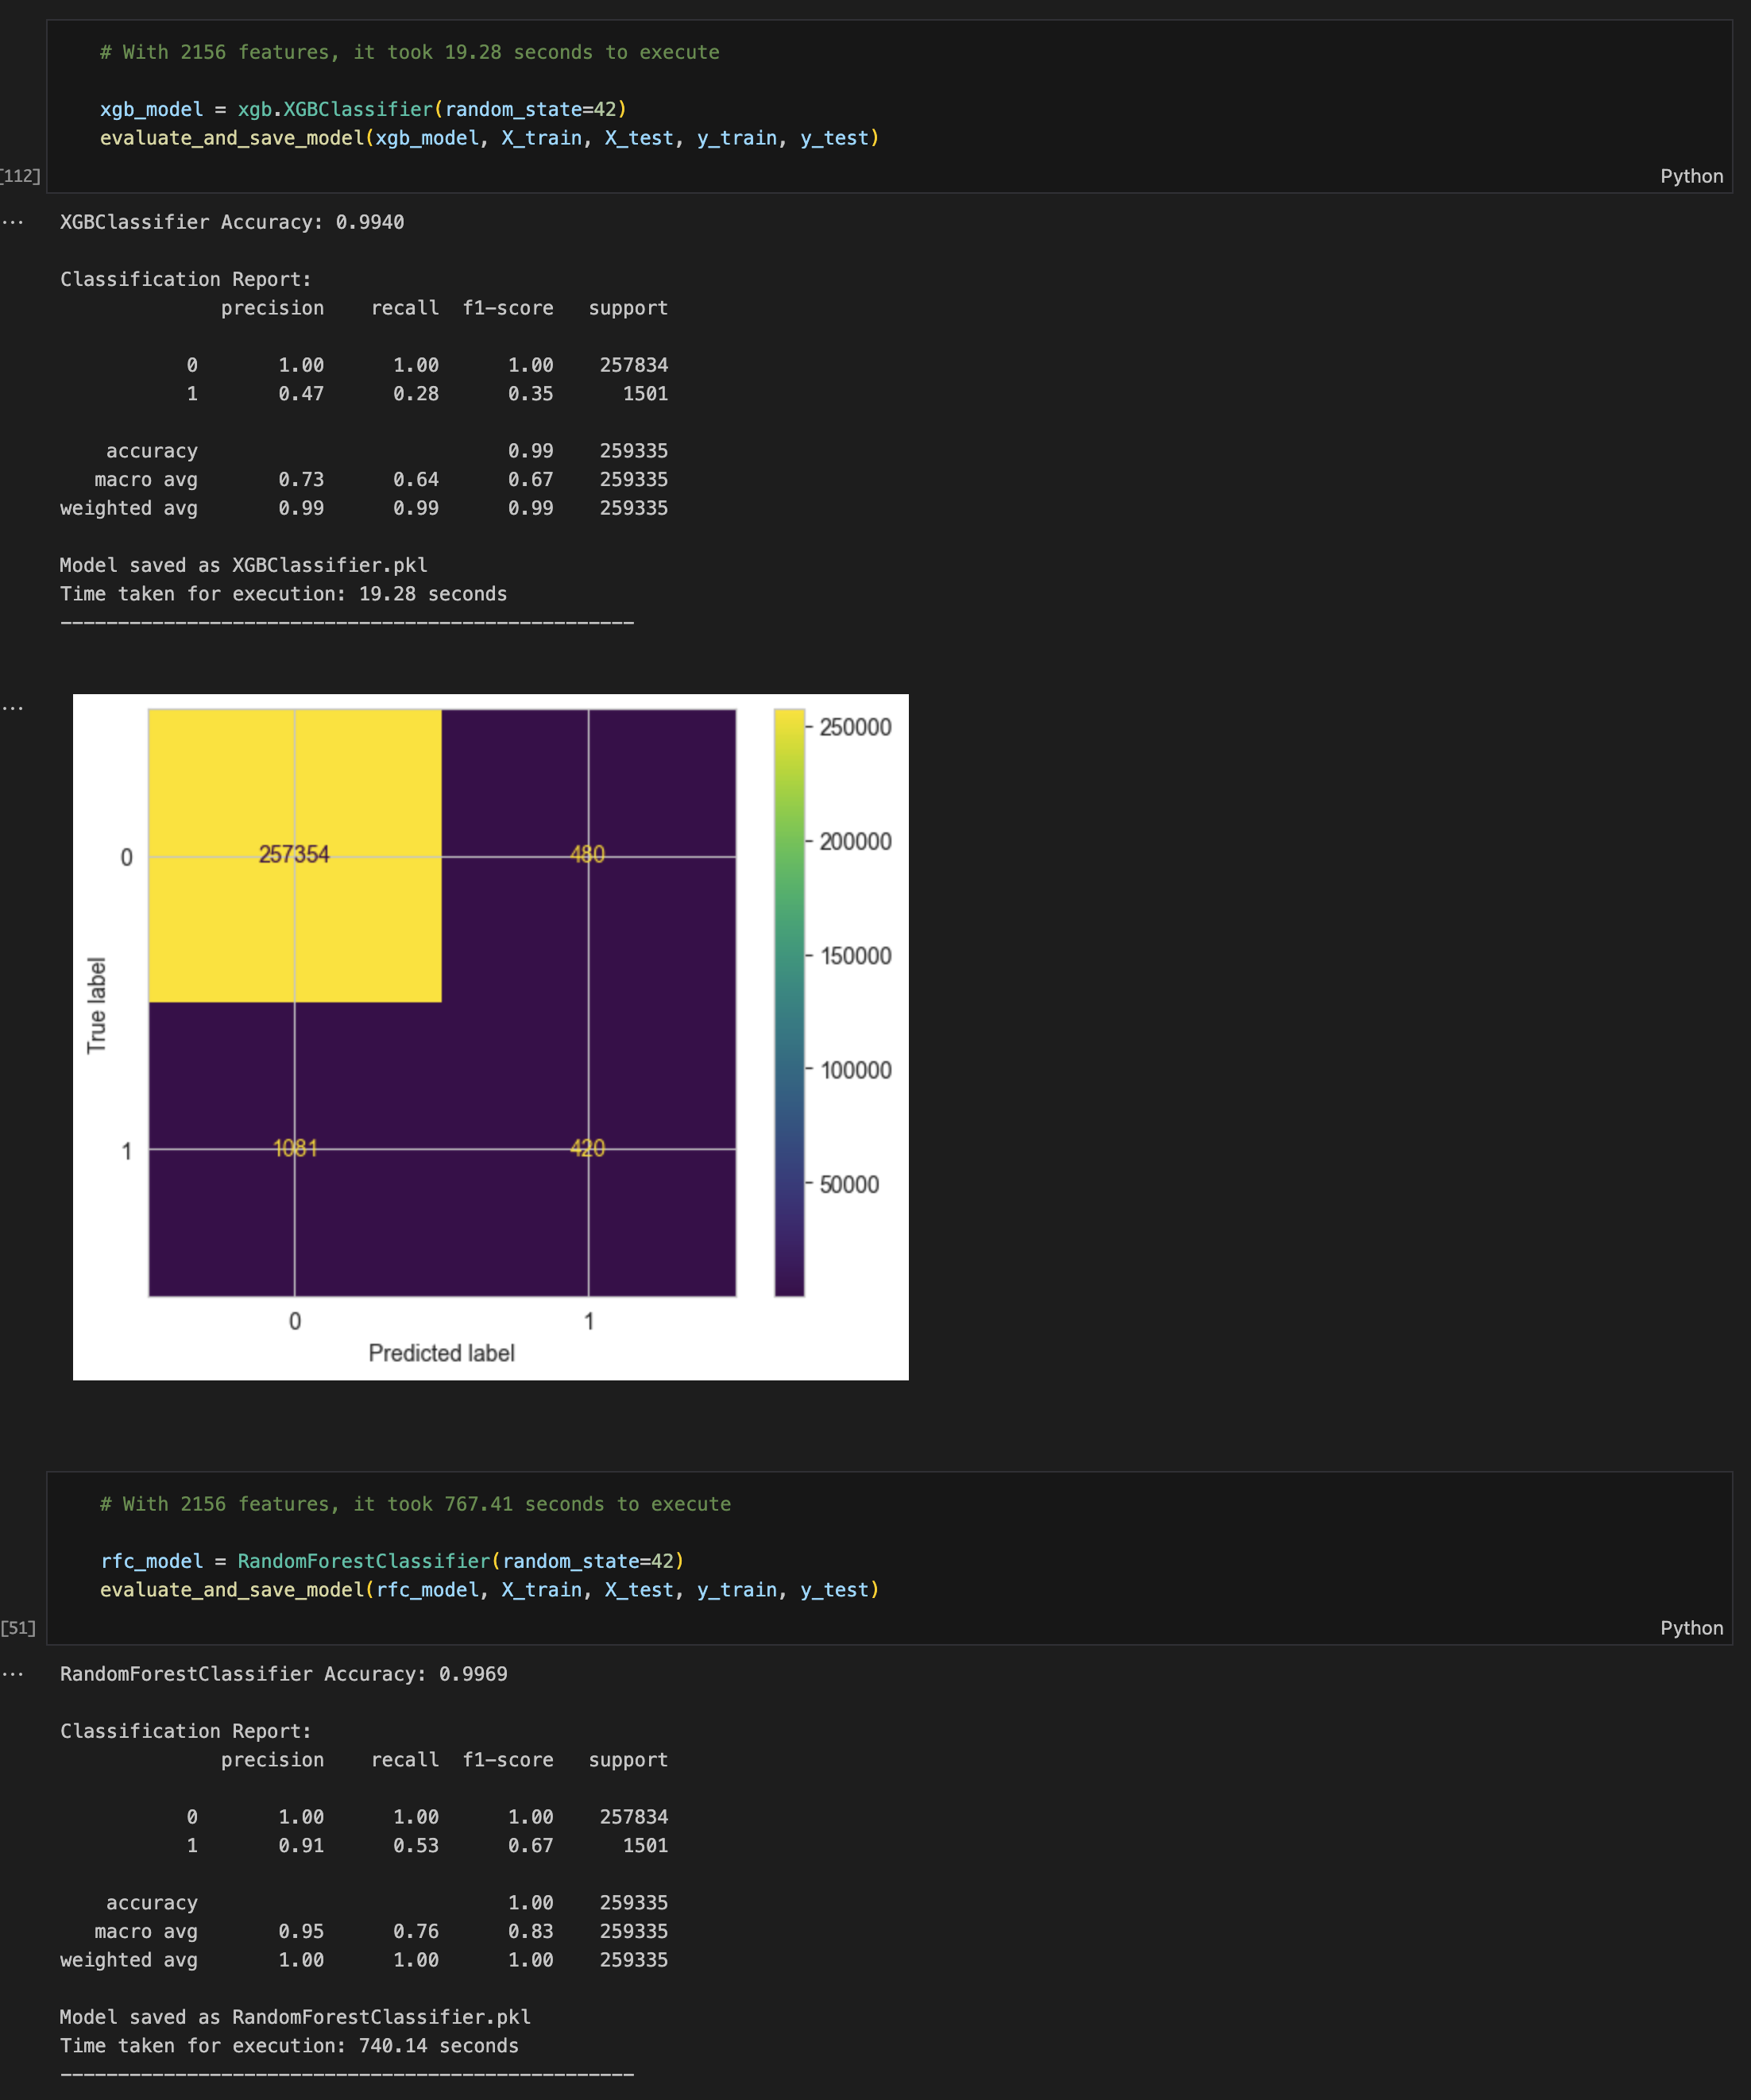 # With 2156 features, it took 19.28 seconds to execute
xgb_model = xgb.XGBClassifier(random_state=42)
evaluate_and_save_model(xgb_model, X_train, X_test, y_train, y_test)
[112]
Python
... XGBClassifier Accuracy: 0.9940
Classification Report:
precision recall f1-score support
0 1.00 1.00 1.00 257834
1 0.47 0.28 0.35 1501
accuracy 0.99 259335
macro avg 0.73 0.64 0.67 259335
weighted avg 0.99 0.99 0.99 259335
Model saved as XGBClassifier.pkl
Time taken for execution: 19.28 seconds
--------------------------------------------------
...
250000
200000
150000
100000
50000
True label
0
257354 480
1
1081 420
0 1
Predicted label
# With 2156 features, it took 767.41 seconds to execute
rfc_model = RandomForestClassifier(random_state=42)
evaluate_and_save_model(rfc_model, X_train, X_test, y_train, y_test)
[51]
Python
... RandomForestClassifier Accuracy: 0.9969
Classification Report:
precision recall f1-score support
0 1.00 1.00 1.00 257834
1 0.91 0.53 0.67 1501
accuracy 1.00 259335
macro avg 0.95 0.76 0.83 259335
weighted avg 1.00 1.00 1.00 259335
Model saved as RandomForestClassifier.pkl
Time taken for execution: 740.14 seconds
--------------------------------------------------